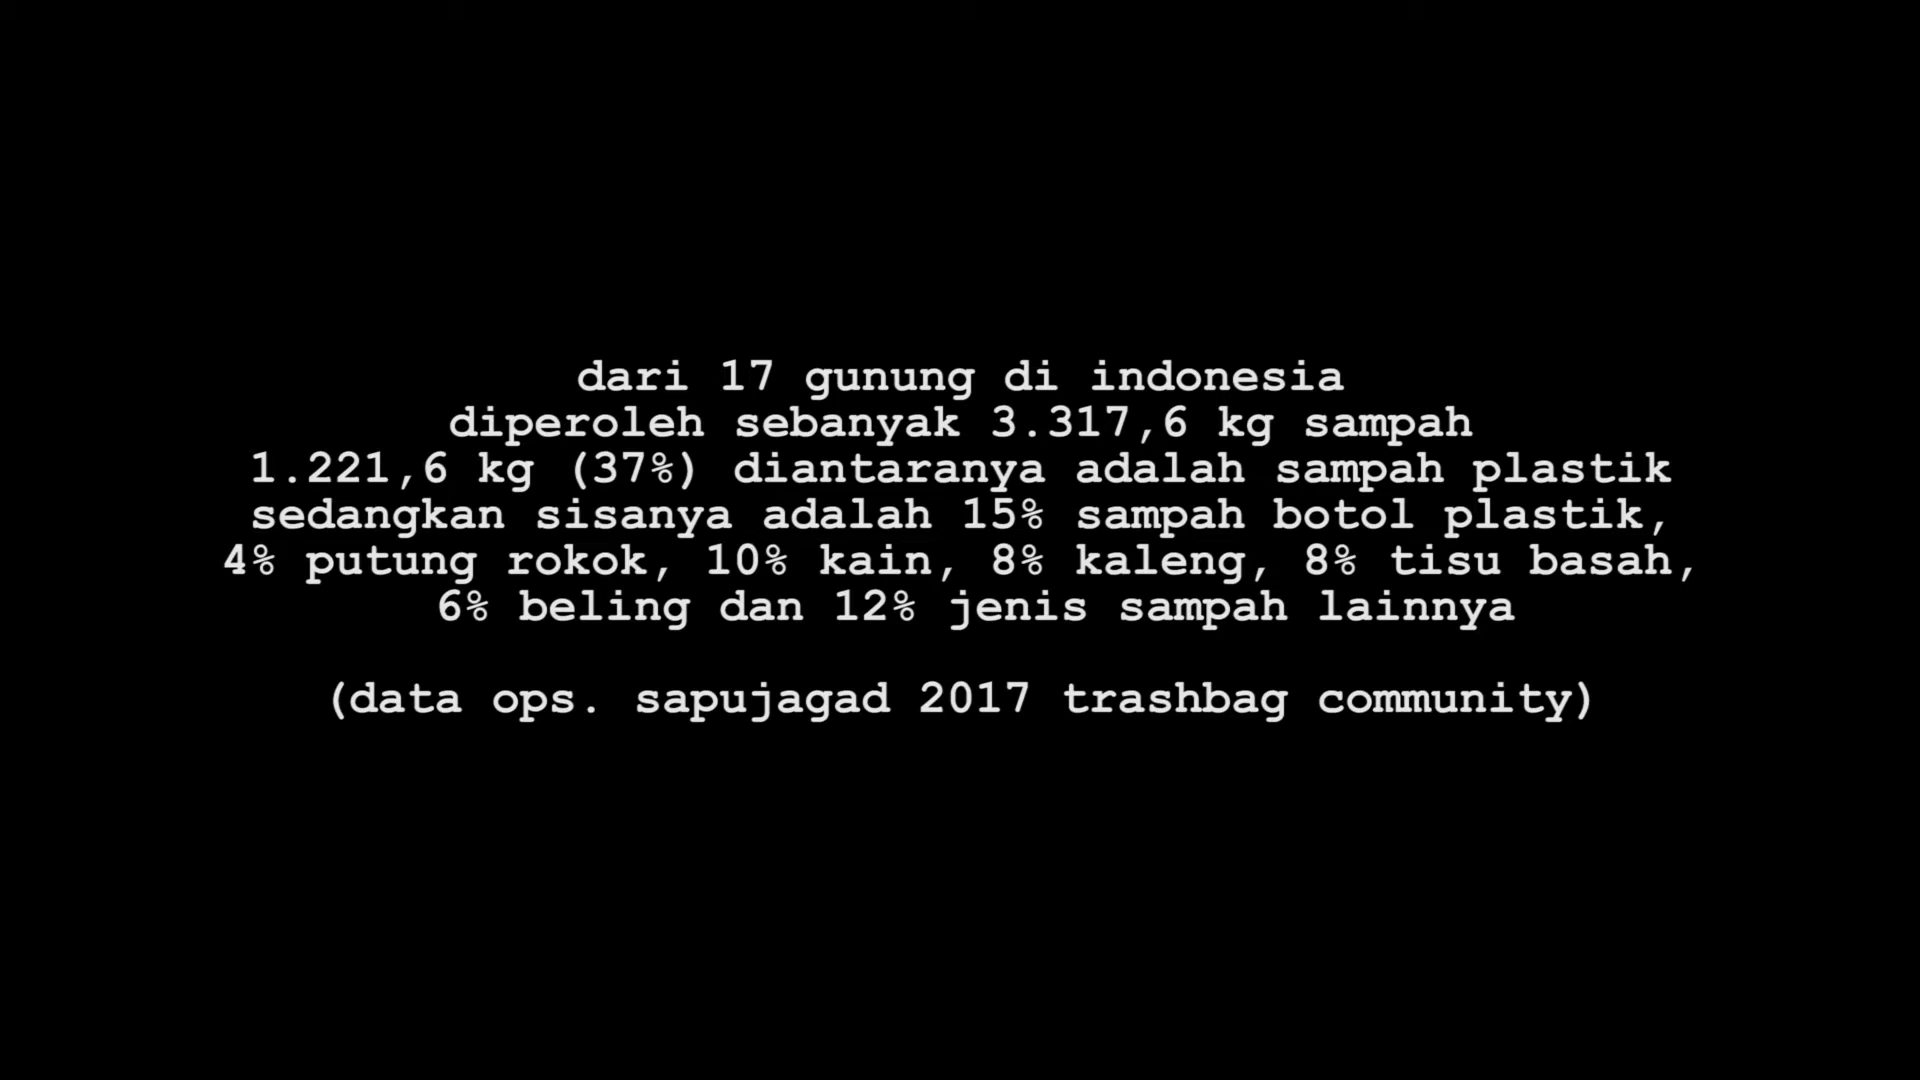 dari 17 gunung di indonesia
diperoleh sebanyak 3.317,6 kg sampah
1.221,6 kg (37%) diantaranya adalah sampah plastik
sedangkan sisanya adalah 15% sampah botol plastik,
4% putung rokok, 10% kain, 8% kaleng, 8% tisu basah,
6% beling dan 12% jenis sampah lainnya
(data ops. sapujagad 2017 trashbag community)